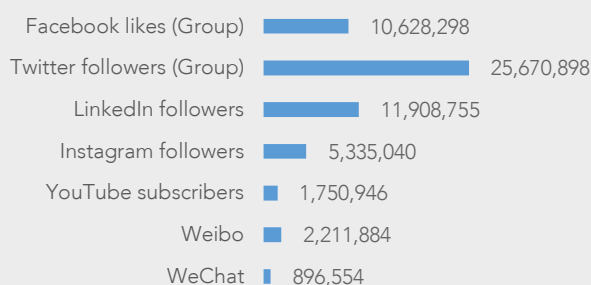 Facebook likes (Group) 10,628,298
Twitter followers (Group) 25,670,898
LinkedIn followers 11,908,755
Instagram followers 5,335,040
YouTube subscribers 1,750,946
Weibo 2,211,884
WeChat 896,554